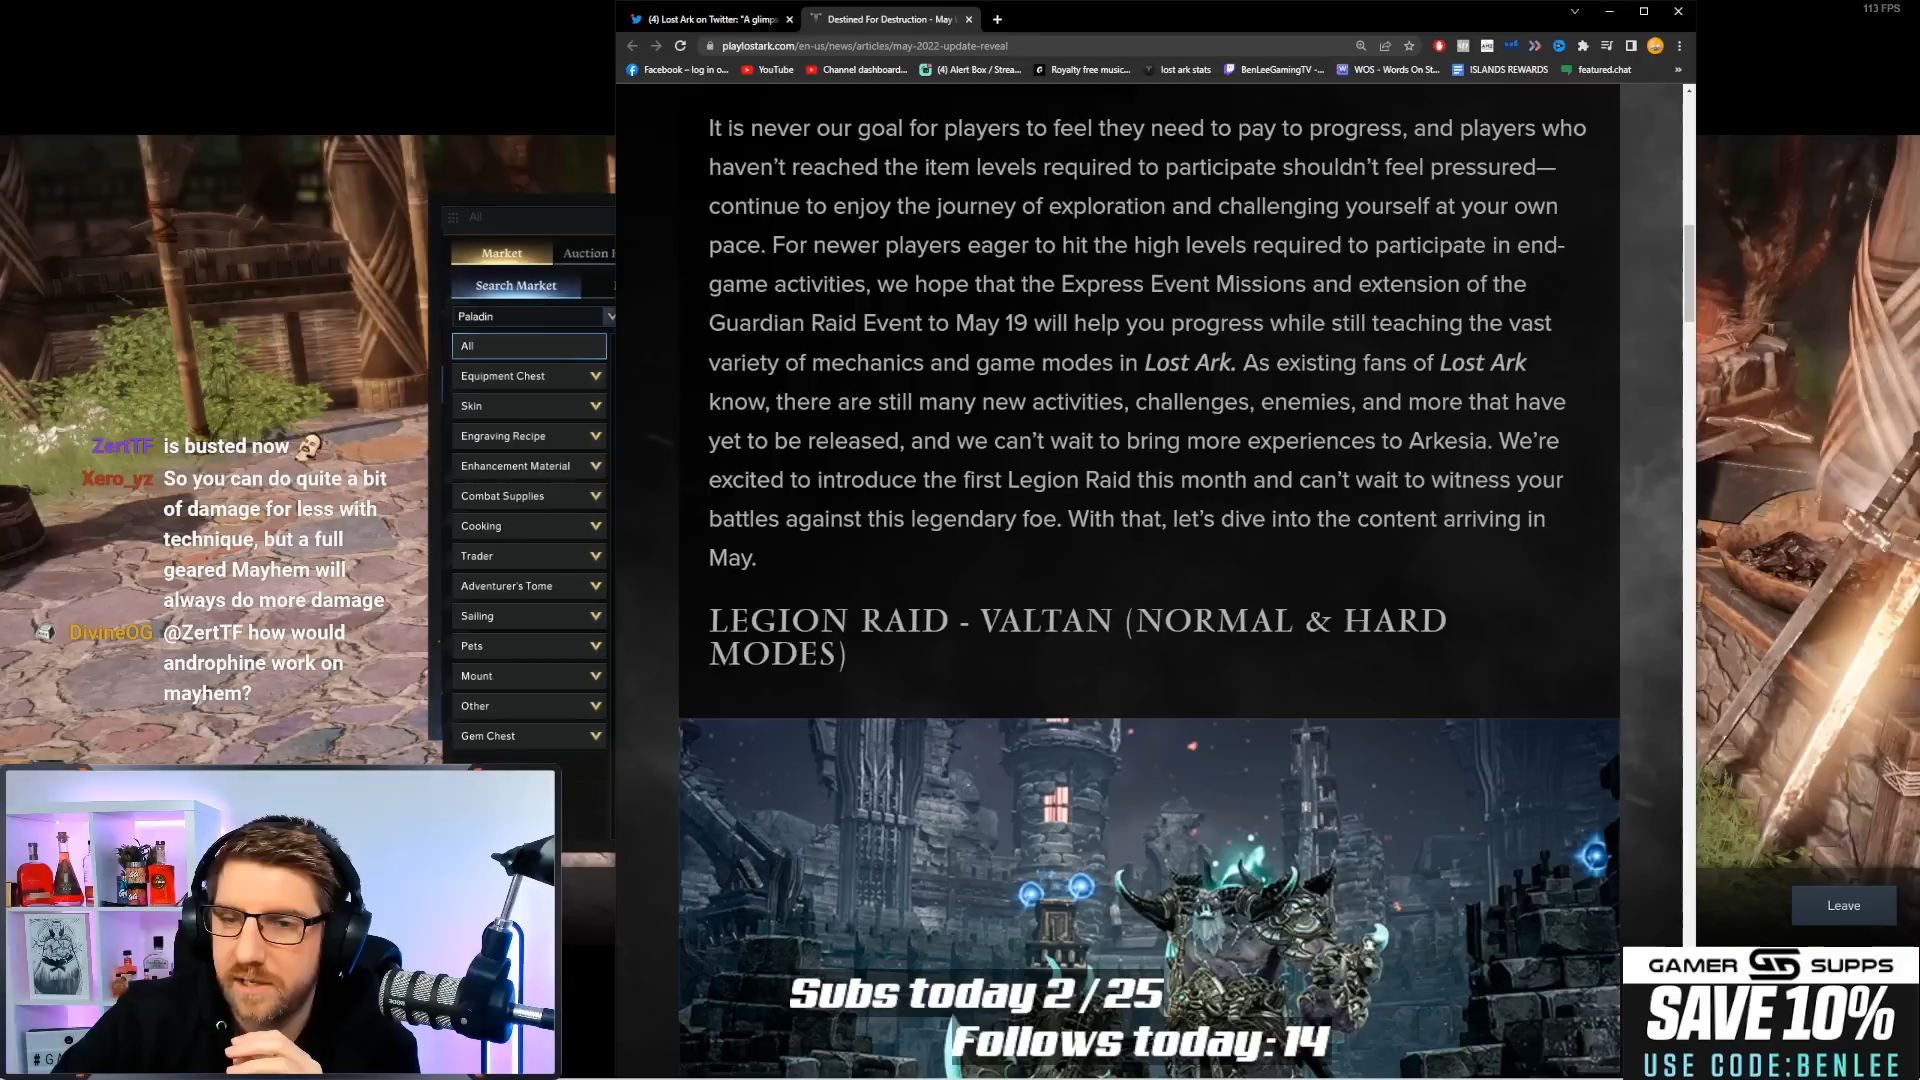 113 FPS
(4) Lost Ark on Twitter: "A glimps
Destined For Destruction - May
playlostark.com/en-us/news/articles/may-2022-update-reveal
Facebook – log in o...
YouTube
Channel dashboard...
(4) Alert Box / Strea...
Royalty free music...
lost ark stats
BenLeeGamingTV -...
WOS - Words On St...
ISLANDS REWARDS
featured.chat
It is never our goal for players to feel they need to pay to progress, and players who
haven't reached the item levels required to participate shouldn't feel pressured—
continue to enjoy the journey of exploration and challenging yourself at your own
pace. For newer players eager to hit the high levels required to participate in end-
game activities, we hope that the Express Event Missions and extension of the
Guardian Raid Event to May 19 will help you progress while still teaching the vast
variety of mechanics and game modes in Lost Ark. As existing fans of Lost Ark
know, there are still many new activities, challenges, enemies, and more that have
yet to be released, and we can't wait to bring more experiences to Arkesia. We're
excited to introduce the first Legion Raid this month and can't wait to witness your
battles against this legendary foe. With that, let's dive into the content arriving in
May.
LEGION RAID - VALTAN (NORMAL & HARD
MODES)
All
Market
Auction
Search Market
Paladin
All
Equipment Chest
Skin
Engraving Recipe
Enhancement Material
Combat Supplies
Cooking
Trader
Adventurer's Tome
Sailing
Pets
Mount
Other
Gem Chest
ZertTF is busted now
Xero_yz So you can do quite a bit
of damage for less with
technique, but a full
geared Mayhem will
always do more damage
DivineOG @ZertTF how would
androphine work on
mayhem?
Subs today 2/25
Follows today: 14
Leave
GAMER SUPPS
SAVE 10%
USE CODE:BENLEE